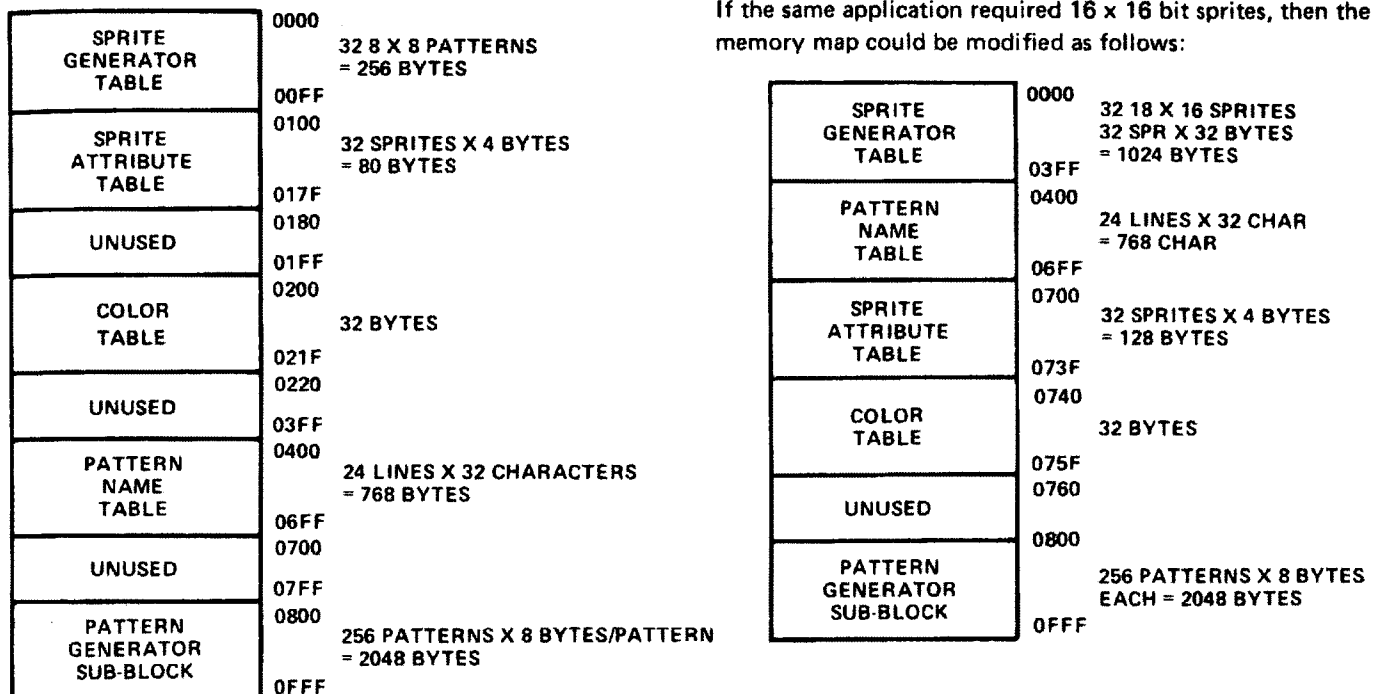 SPRITE
GENERATOR
TABLE
0000
00FF
32 8 X 8 PATTERNS
= 256 BYTES
SPRITE
ATTRIBUTE
TABLE
0100
017F
32 SPRITES X 4 BYTES
= 80 BYTES
UNUSED
0180
01FF
COLOR
TABLE
0200
021F
32 BYTES
UNUSED
0220
03FF
PATTERN
NAME
TABLE
0400
06FF
24 LINES X 32 CHARACTERS
= 768 BYTES
UNUSED
0700
07FF
PATTERN
GENERATOR
SUB-BLOCK
0800
0FFF
256 PATTERNS X 8 BYTES/PATTERN
= 2048 BYTES
If the same application required 16 x 16 bit sprites, then the
memory map could be modified as follows:
SPRITE
GENERATOR
TABLE
0000
03FF
32 18 X 16 SPRITES
32 SPR X 32 BYTES
= 1024 BYTES
PATTERN
NAME
TABLE
0400
06FF
24 LINES X 32 CHAR
= 768 CHAR
SPRITE
ATTRIBUTE
TABLE
0700
073F
32 SPRITES X 4 BYTES
= 128 BYTES
COLOR
TABLE
0740
075F
32 BYTES
UNUSED
0760
PATTERN
GENERATOR
SUB-BLOCK
0800
0FFF
256 PATTERNS X 8 BYTES
EACH = 2048 BYTES